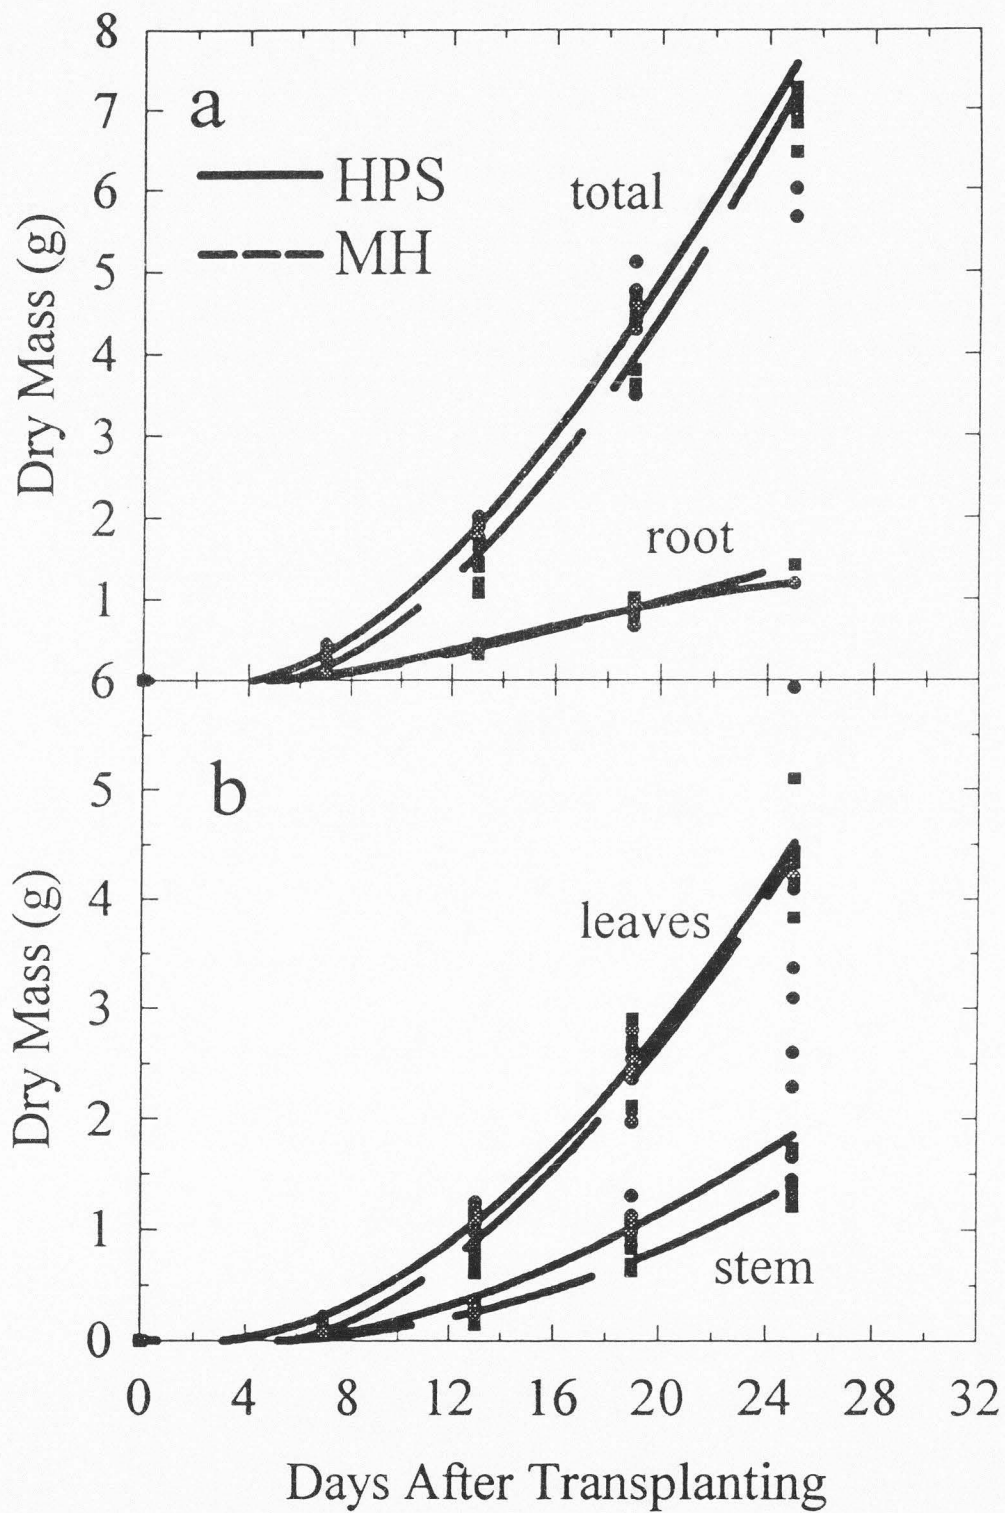 8
7
6
5
4
3
2
1
6
Dry Mass (g)
a
HPS
MH
total
root
5
4
3
2
1
0
Dry Mass (g)
b
leaves
stem
0 4 8 12 16 20 24 28 32
Days After Transplanting